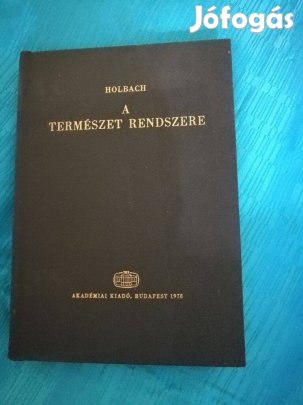 Jófogás
HOLBACH
A
TERMÉSZET RENDSZERE
AKADÉMIAI KIADÓ, BUDAPEST 1978